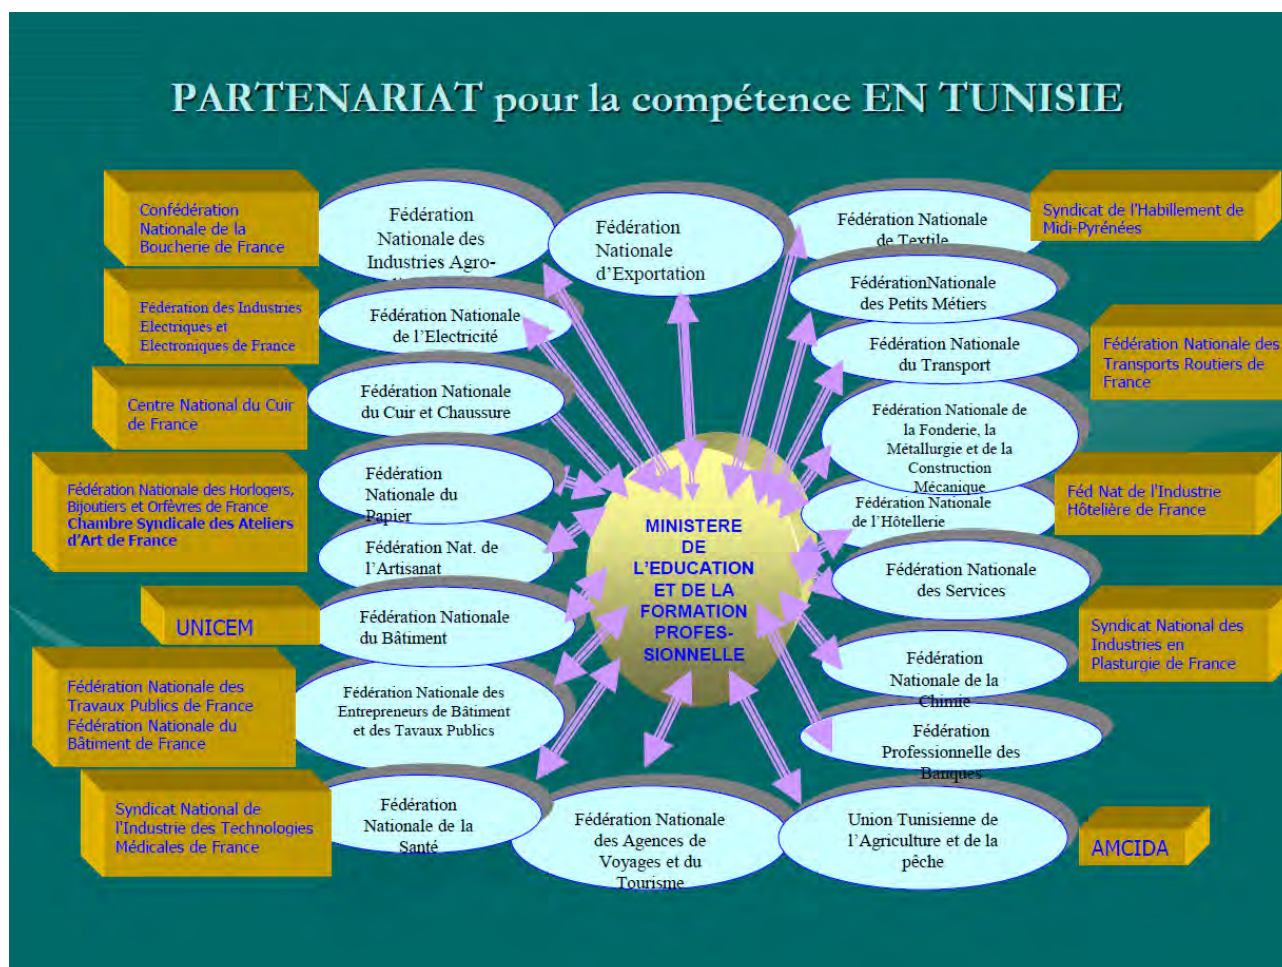 PARTENARIAT pour la compétence EN TUNISIE
Confédération
Nationale de la
Boucherie de France
Fédération
Nationale des
Industries Agro-
Fédération
Nationale
d’Exportation
Fédération Nationale
de Textile
Syndicat de l'Habillement de
Midi-Pyrénées
Fédération des Industries
Electriques et
Electroniques de France
Fédération Nationale
de l’Electricité
FédérationNationale
des Petits Métiers
Fédération Nationale
du Transport
Fédération Nationale des
Transports Routiers de
France
Centre National du Cuir
de France
Fédération Nationale
du Cuir et Chaussure
Fédération Nationale de
la Fonderie, la
Métallurgie et de la
Construction
Mécanique
Fédération Nationale des Horlogers,
Bijoutiers et Orfèvres de France
Chambre Syndicale des Ateliers
d’Art de France
Fédération
Nationale du
Papier
Fédération Nat. de
l’Artisanat
MINISTERE
DE
L’EDUCATION
ET DE LA
FORMATION
PROFES-
SIONNELLE
Fédération Nationale
de l’Hôtellerie
Féd Nat de l'Industrie
Hôtelière de France
Fédération Nationale
des Services
UNICEM
Fédération Nationale
du Bâtiment
Fédération
Nationale de la
Chimie
Syndicat National des
Industries en
Plasturgie de France
Fédération Nationale des
Travaux Publics de France
Fédération Nationale du
Bâtiment de France
Fédération Nationale des
Entrepreneurs de Bâtiment
et des Tavaux Publics
Fédération
Professionnelle des
Banques
Syndicat National de
l'Industrie des Technologies
Médicales de France
Fédération
Nationale de la
Santé
Fédération Nationale
des Agences de
Voyages et du
Tourisme
Union Tunisienne de
l’Agriculture et de la
pêche
AMCIDA